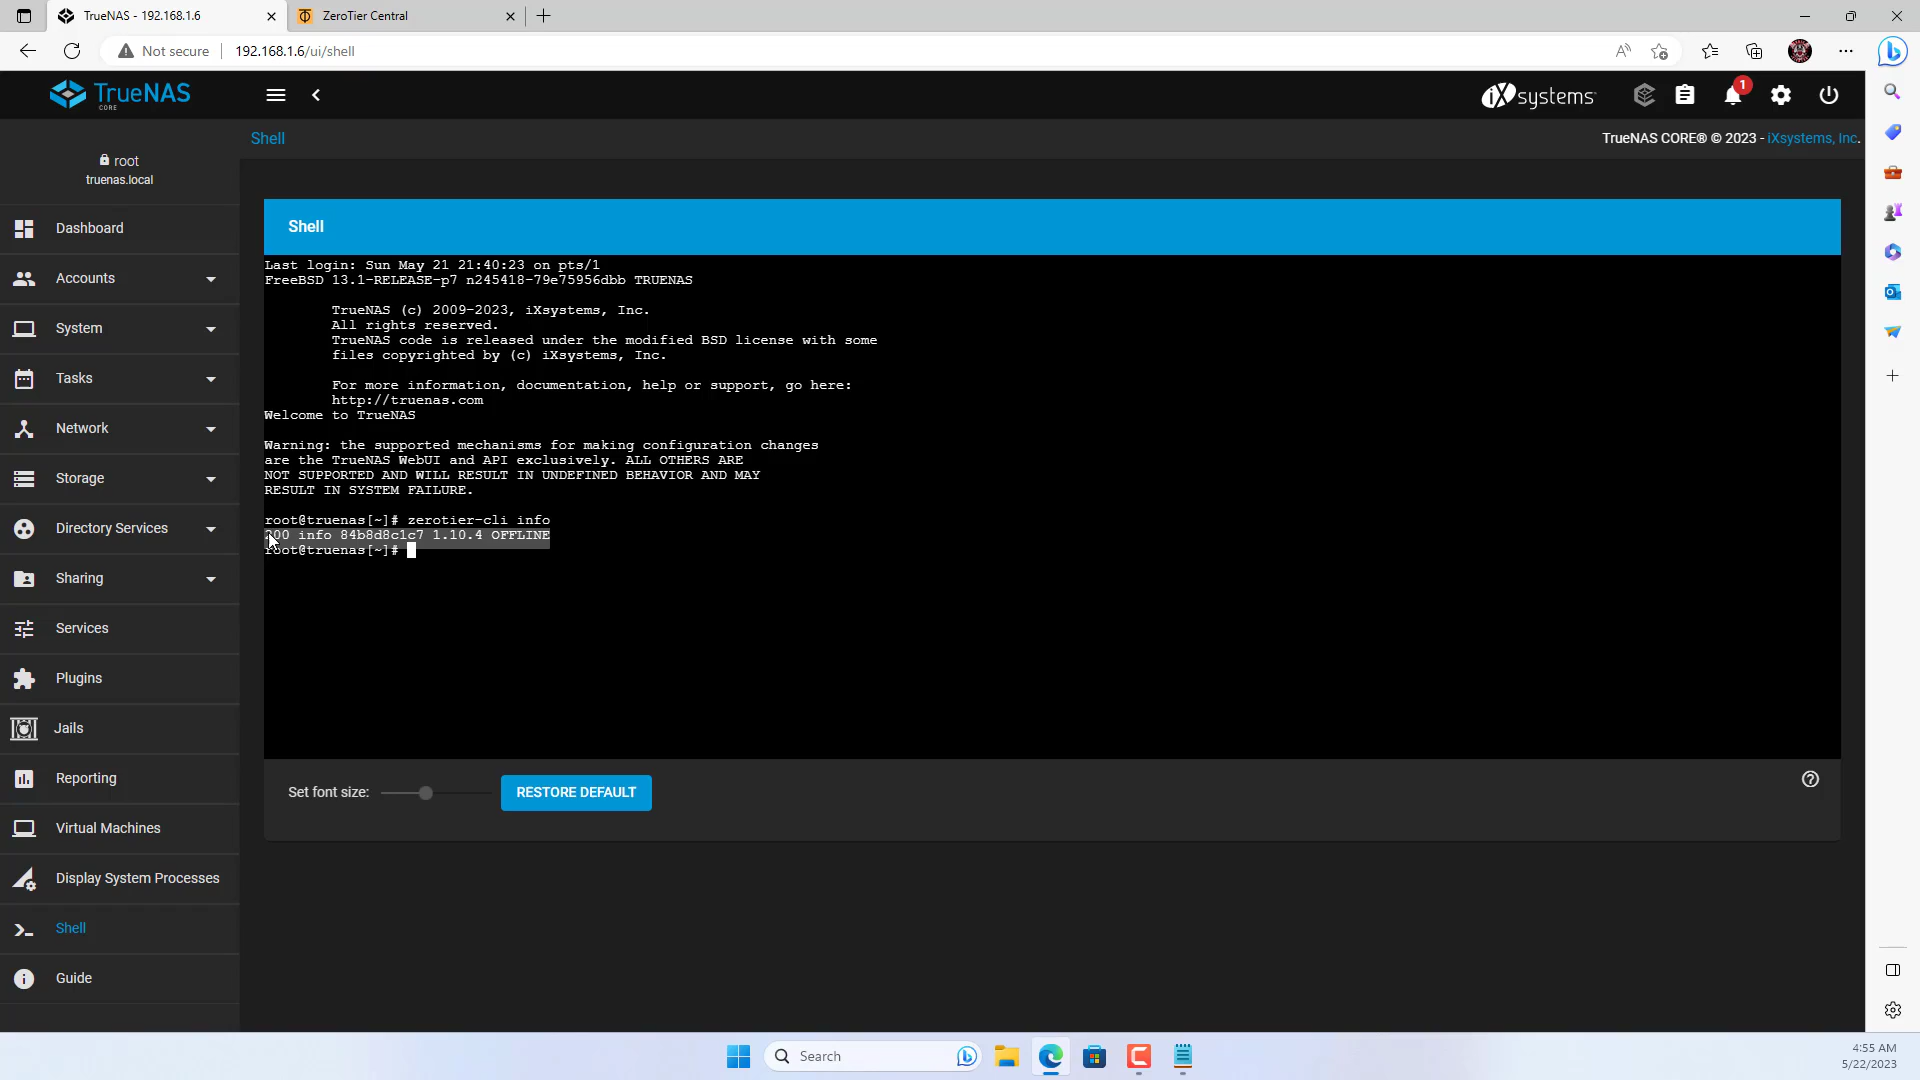 TrueNAS - 192.168.1.6
ZeroTier Central
Not secure
192.168.1.6/ui/shell
TrueNAS
CORE
iXsystems
1
root
truenas.local
Shell
TrueNAS CORE® © 2023 - iXsystems, Inc.
Dashboard
Accounts
System
Tasks
Network
Storage
Directory Services
Sharing
Services
Plugins
Jails
Reporting
Virtual Machines
Display System Processes
Shell
Guide
Shell
Last login: Sun May 21 21:40:23 on pts/1
FreeBSD 13.1-RELEASE-p7 n245418-79e75956dbb TRUENAS
TrueNAS (c) 2009-2023, iXsystems, Inc.
All rights reserved.
TrueNAS code is released under the modified BSD license with some
files copyrighted by (c) iXsystems, Inc.
For more information, documentation, help or support, go here:
http://truenas.com
Welcome to TrueNAS
Warning: the supported mechanisms for making configuration changes
are the TrueNAS WebUI and API exclusively. ALL OTHERS ARE
NOT SUPPORTED AND WILL RESULT IN UNDEFINED BEHAVIOR AND MAY
RESULT IN SYSTEM FAILURE.
root@truenas[~]# zerotier-cli info
200 info 84b8d8c1c7 1.10.4 OFFLINE
root@truenas[~]#
Set font size:
RESTORE DEFAULT
Search
4:55 AM
5/22/2023